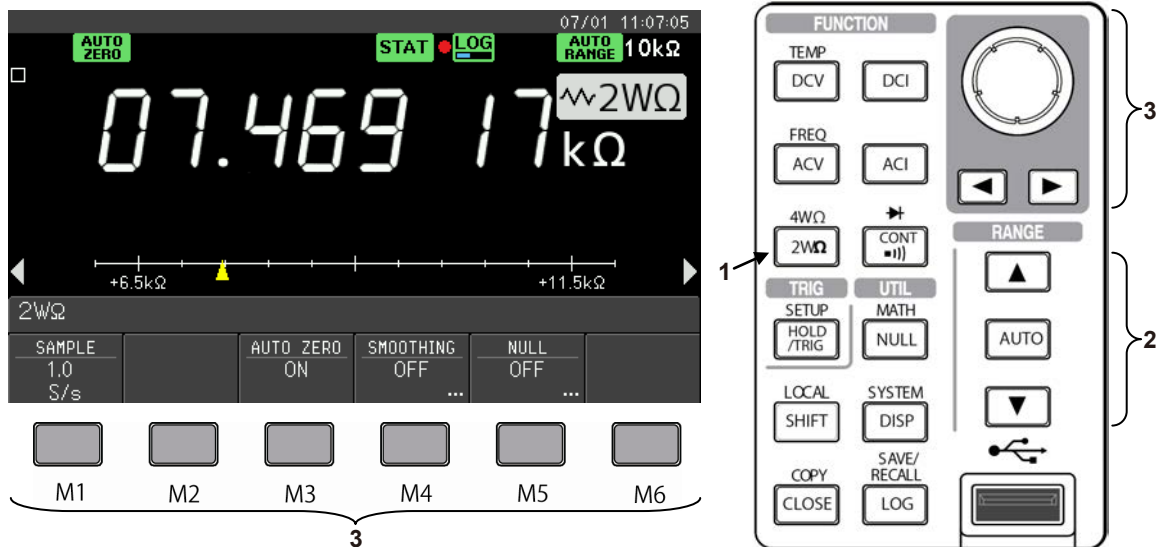 07/01 11:07:05
AUTO ZERO
STAT
LOG
AUTO RANGE
10kΩ
2WΩ
07.469 17 kΩ
+6.5kΩ
+11.5kΩ
2WΩ
SAMPLE
1.0
S/s
AUTO ZERO
ON
SMOOTHING
OFF
...
NULL
OFF
...
M1
M2
M3
M4
M5
M6
3
FUNCTION
TEMP
DCV
DCI
FREQ
ACV
ACI
4WΩ
2WΩ
CONT
1
TRIG
UTIL
SETUP
HOLD
/TRIG
MATH
NULL
LOCAL
SHIFT
SYSTEM
DISP
COPY
CLOSE
SAVE/
RECALL
LOG
3
RANGE
AUTO
2